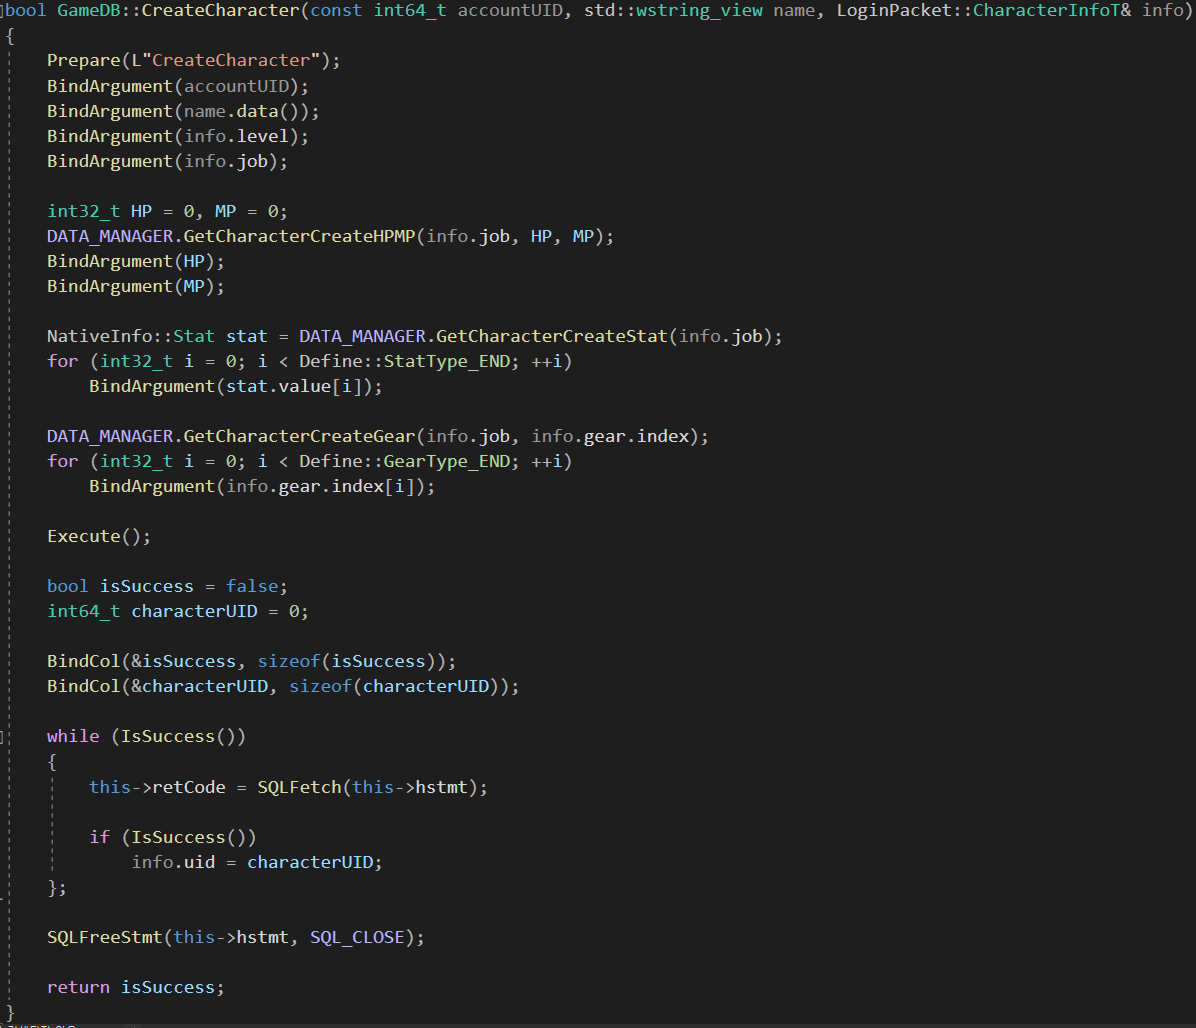 bool GameDB::CreateCharacter(const int64_t accountUID, std::wstring_view name, LoginPacket::CharacterInfoT& info)
{
    Prepare(L"CreateCharacter");
    BindArgument(accountUID);
    BindArgument(name.data());
    BindArgument(info.level);
    BindArgument(info.job);

    int32_t HP = 0, MP = 0;
    DATA_MANAGER.GetCharacterCreateHPMP(info.job, HP, MP);
    BindArgument(HP);
    BindArgument(MP);

    NativeInfo::Stat stat = DATA_MANAGER.GetCharacterCreateStat(info.job);
    for (int32_t i = 0; i < Define::StatType_END; ++i)
        BindArgument(stat.value[i]);

    DATA_MANAGER.GetCharacterCreateGear(info.job, info.gear.index);
    for (int32_t i = 0; i < Define::GearType_END; ++i)
        BindArgument(info.gear.index[i]);

    Execute();

    bool isSuccess = false;
    int64_t characterUID = 0;

    BindCol(&isSuccess, sizeof(isSuccess));
    BindCol(&characterUID, sizeof(characterUID));

    while (IsSuccess())
    {
        this->retCode = SQLFetch(this->hstmt);

        if (IsSuccess())
            info.uid = characterUID;
    };

    SQLFreeStmt(this->hstmt, SQL_CLOSE);

    return isSuccess;
}